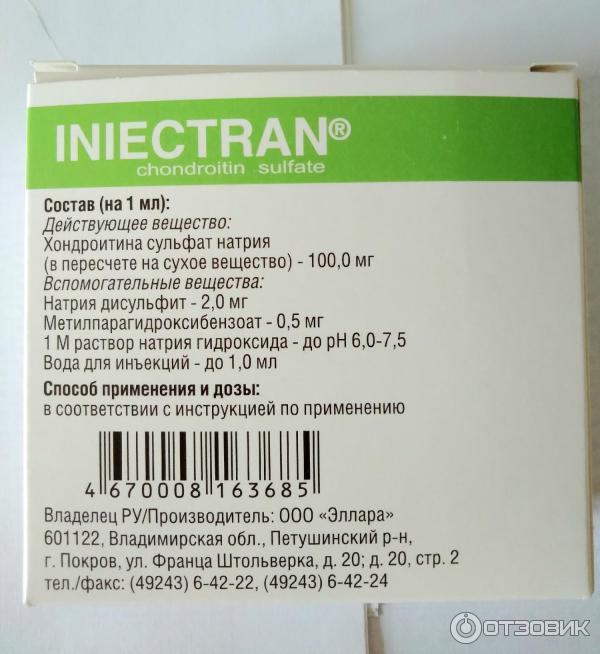 INIECTRAN®
chondroitin sulfate
Состав (на 1 мл):
Действующее вещество:
Хондроитина сульфат натрия
(в пересчете на сухое вещество) - 100,0 мг
Вспомогательные вещества:
Натрия дисульфит - 2,0 мг
Метилпарагидроксибензоат - 0,5 мг
1 М раствор натрия гидроксида - до pH 6,0-7,5
Вода для инъекций - до 1,0 мл
Способ применения и дозы:
в соответствии с инструкцией по применению
4 670008 163685
Владелец РУ/Производитель: ООО «Эллара»
601122, Владимирская обл., Петушинский р-н,
г. Покров, ул. Франца Штольверка, д. 20; д. 20, стр. 2
тел./факс: (49243) 6-42-22, (49243) 6-42-24
ОТЗОВИК